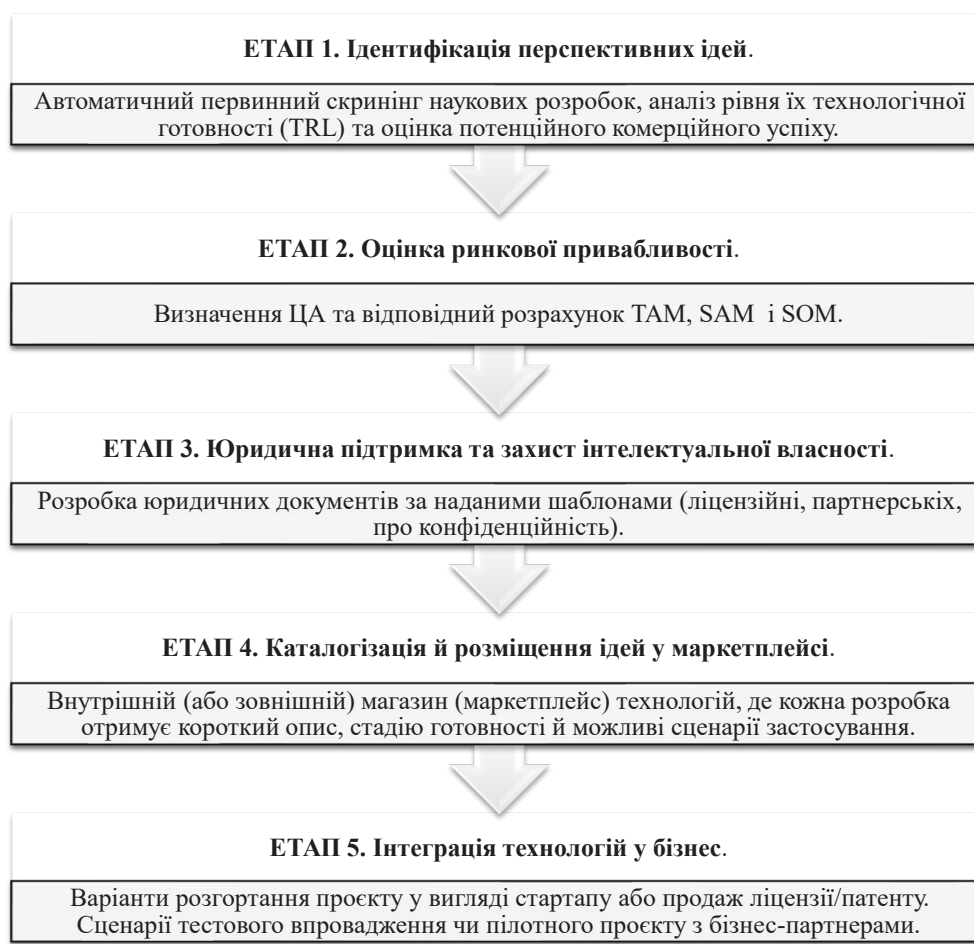 ЕТАП 1. Ідентифікація перспективних ідей.
Автоматичний первинний скринінг наукових розробок, аналіз рівня їх технологічної
готовності (TRL) та оцінка потенційного комерційного успіху.
ЕТАП 2. Оцінка ринкової привабливості.
Визначення ЦА та відповідний розрахунок TAM, SAM і SOM.
ЕТАП 3. Юридична підтримка та захист інтелектуальної власності.
Розробка юридичних документів за наданими шаблонами (ліцензійні, партнерськіх,
про конфіденційність).
ЕТАП 4. Каталогізація й розміщення ідей у маркетплейсі.
Внутрішній (або зовнішній) магазин (маркетплейс) технологій, де кожна розробка
отримує короткий опис, стадію готовності й можливі сценарії застосування.
ЕТАП 5. Інтеграція технологій у бізнес.
Варіанти розгортання проєкту у вигляді стартапу або продаж ліцензії/патенту.
Сценарії тестового впровадження чи пілотного проєкту з бізнес-партнерами.